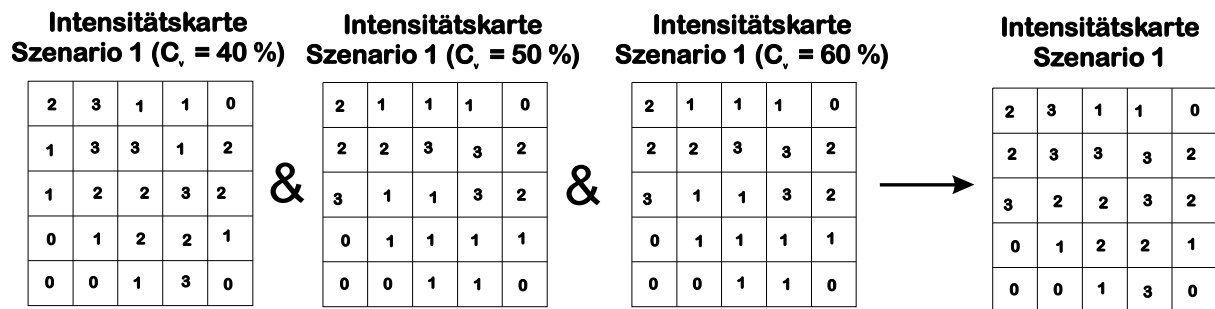 Intensitätskarte
Szenario 1 (Cv = 40 %)
2 3 1 1 0
1 3 3 1 2
1 2 2 3 2
0 1 2 2 1
0 0 1 3 0
&
Intensitätskarte
Szenario 1 (Cv = 50 %)
2 1 1 1 0
2 2 3 3 2
3 1 1 3 2
0 1 1 1 1
0 0 1 1 0
&
Intensitätskarte
Szenario 1 (Cv = 60 %)
2 1 1 1 0
2 2 3 3 2
3 1 1 3 2
0 1 1 1 1
0 0 1 1 0
Intensitätskarte
Szenario 1
2 3 1 1 0
2 3 3 3 2
3 2 2 3 2
0 1 2 2 1
0 0 1 3 0